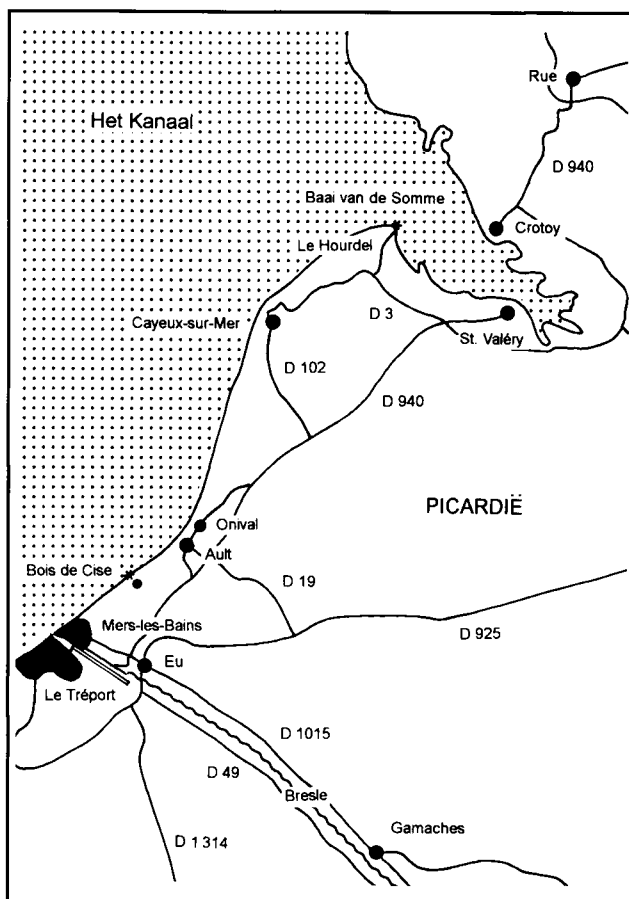 Rue
Het Kanaal
D 940
Baai van de Somme
Crotoy
Le Hourdel
Cayeux-sur-Mer
D 3
St. Valéry
D 102
D 940
PICARDIË
Onival
Ault
Bois de Cise
D 19
Mers-les-Bains
D 925
Eu
Le Tréport
D 1015
D 49
Bresle
Gamaches
D 1 314